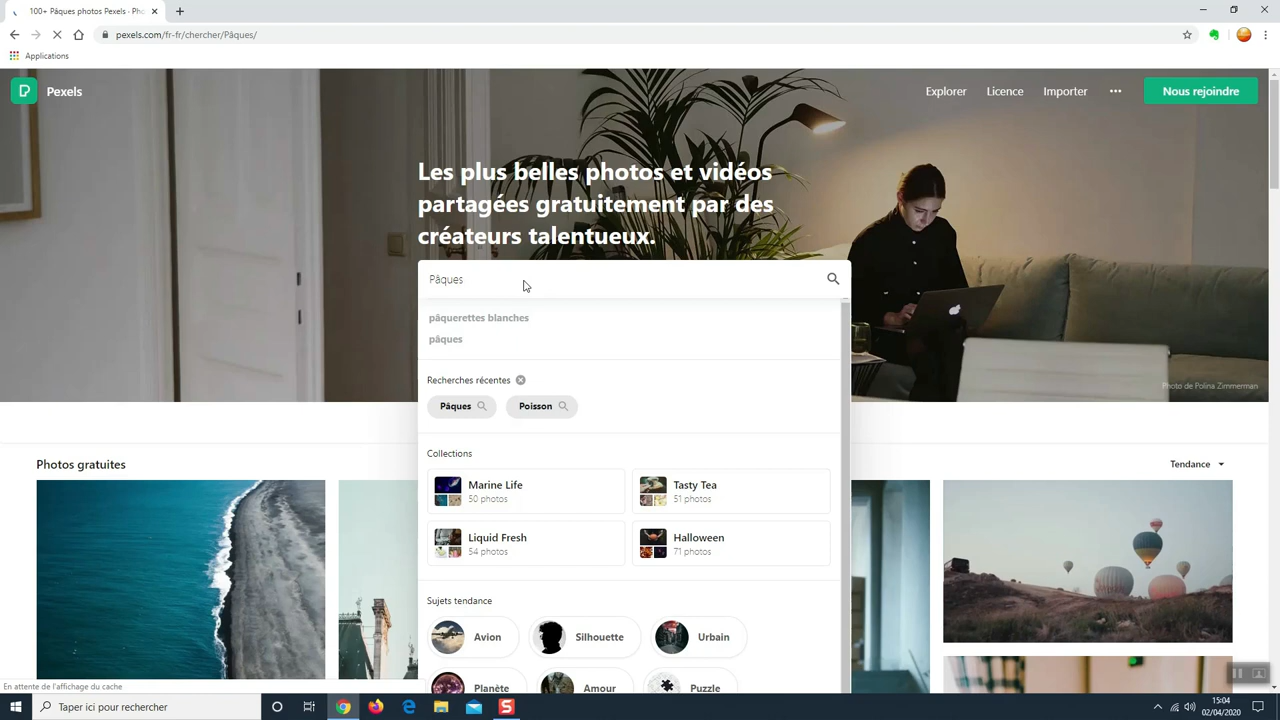 100+ Pâques photos Pexels · Pho
pexels.com/fr-fr/chercher/Pâques/
Applications
Pexels
Explorer
Licence
Importer
Nous rejoindre
Les plus belles photos et vidéos
partagées gratuitement par des
créateurs talentueux.
Pâques
pâquerettes blanches
pâques
Recherches récentes
Pâques
Poisson
Photo de Polina Zimmerman
Collections
Photos gratuites
Tendance
Marine Life
50 photos
Tasty Tea
51 photos
Liquid Fresh
54 photos
Halloween
71 photos
Sujets tendance
Avion
Silhouette
Urbain
Planète
Amour
Puzzle
En attente de l'affichage du cache
Taper ici pour rechercher
15:04
02/04/2020